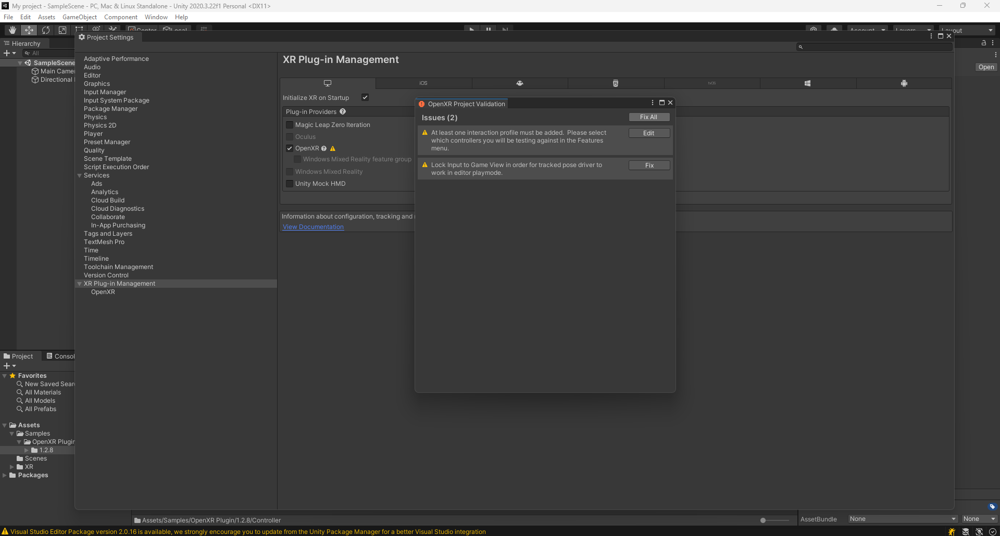 My project - SampleScene - PC, Mac & Linux Standalone - Unity 2020.3.22f1 Personal <DX11>
File Edit Assets GameObject Component Window Help
Center Local Account Layers Layout
Hierarchy
All
SampleScene
Main Camer
Directional
Project Settings
Adaptive Performance
Audio
Editor
Graphics
Input Manager
Input System Package
Package Manager
Physics
Physics 2D
Player
Preset Manager
Quality
Scene Template
Script Execution Order
Services
Ads
Analytics
Cloud Build
Cloud Diagnostics
Collaborate
In-App Purchasing
Tags and Layers
TextMesh Pro
Time
Timeline
Toolchain Management
Version Control
XR Plug-in Management
OpenXR
XR Plug-in Management
iOS
tvOS
Initialize XR on Startup
Plug-in Providers
Magic Leap Zero Iteration
Oculus
OpenXR
Windows Mixed Reality feature group
Windows Mixed Reality
Unity Mock HMD
Information about configuration, tracking and
View Documentation
OpenXR Project Validation
Issues (2)
Fix All
At least one interaction profile must be added. Please select
which controllers you will be testing against in the Features
menu.
Edit
Lock Input to Game View in order for tracked pose driver to
work in editor playmode.
Fix
Open
Project
Consol
Favorites
New Saved Sear
All Materials
All Models
All Prefabs
Assets
Samples
OpenXR Plugin
1.2.8
Scenes
XR
Packages
Assets/Samples/OpenXR Plugin/1.2.8/Controller
AssetBundle None None
Visual Studio Editor Package version 2.0.16 is available, we strongly encourage you to update from the Unity Package Manager for a better Visual Studio integration